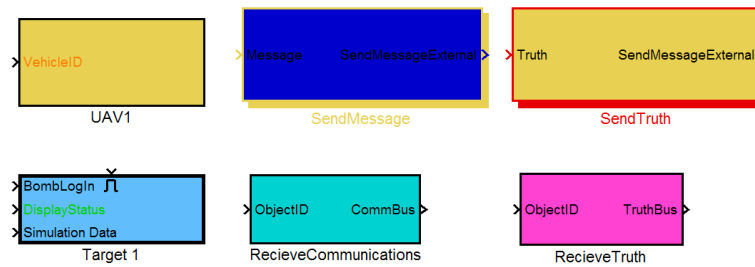 VehicleID
UAV1
Message SendMessageExternal
SendMessage
Truth SendMessageExternal
SendTruth
BombLogIn
DisplayStatus
Simulation Data
Target 1
ObjectID CommBus
RecieveCommunications
ObjectID TruthBus
RecieveTruth